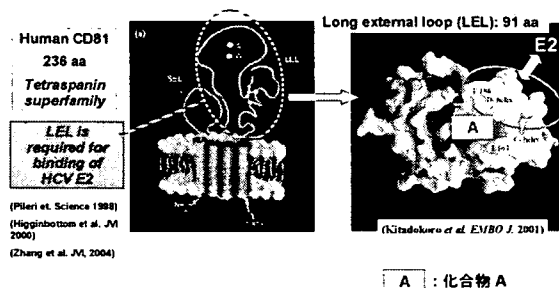 Human CD81
236 aa
Tetraspanin
superfamily
LEL is
required for
binding of
HCV E2
(Pileri et. Science 1998)
(Higginbottom et al. JVI
2000)
(Zhang et al. JVI, 2004)
(a)
LEL
Long external loop (LEL): 91 aa
E2
A
(Kitadokoro et al. EMBO J. 2001)
A : 化合物 A